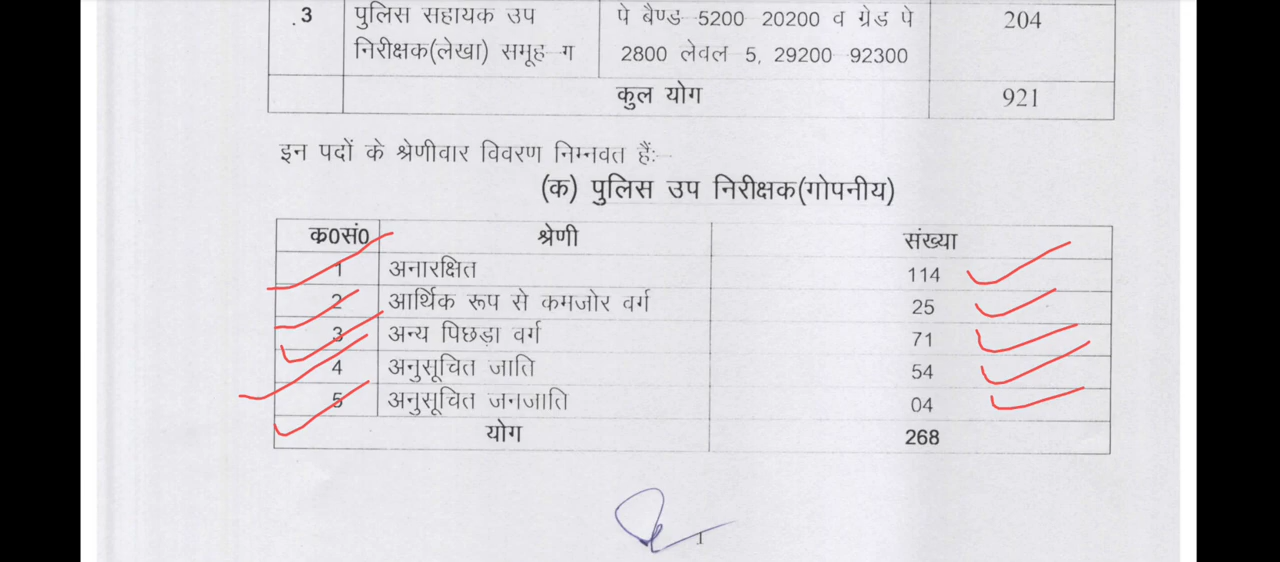 .3 पुलिस सहायक उप पे बैण्ड 5200 20200 व ग्रेड पे 204
निरीक्षक(लेखा) समूह ग 2800 लेवल 5, 29200 92300
कुल योग 921
इन पदों के श्रेणीवार विवरण निम्नवत हैः—
(क) पुलिस उप निरीक्षक(गोपनीय)
क0सं0 श्रेणी संख्या
1 अनारक्षित 114
2 आर्थिक रूप से कमजोर वर्ग 25
3 अन्य पिछड़ा वर्ग 71
4 अनुसूचित जाति 54
5 अनुसूचित जनजाति 04
योग 268
1